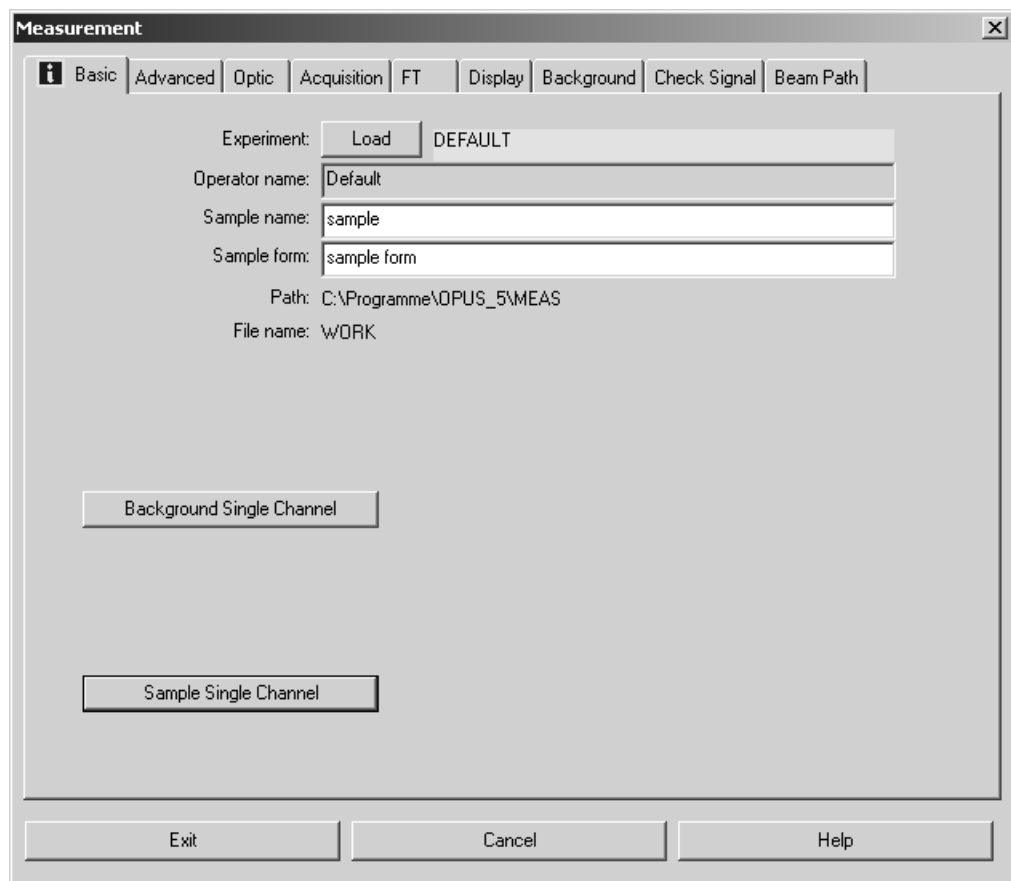 Measurement
i Basic Advanced Optic Acquisition FT Display Background Check Signal Beam Path
Experiment: Load DEFAULT
Operator name: Default
Sample name: sample
Sample form: sample form
Path: C:\Programme\OPUS_5\MEAS
File name: WORK
Background Single Channel
Sample Single Channel
Exit Cancel Help